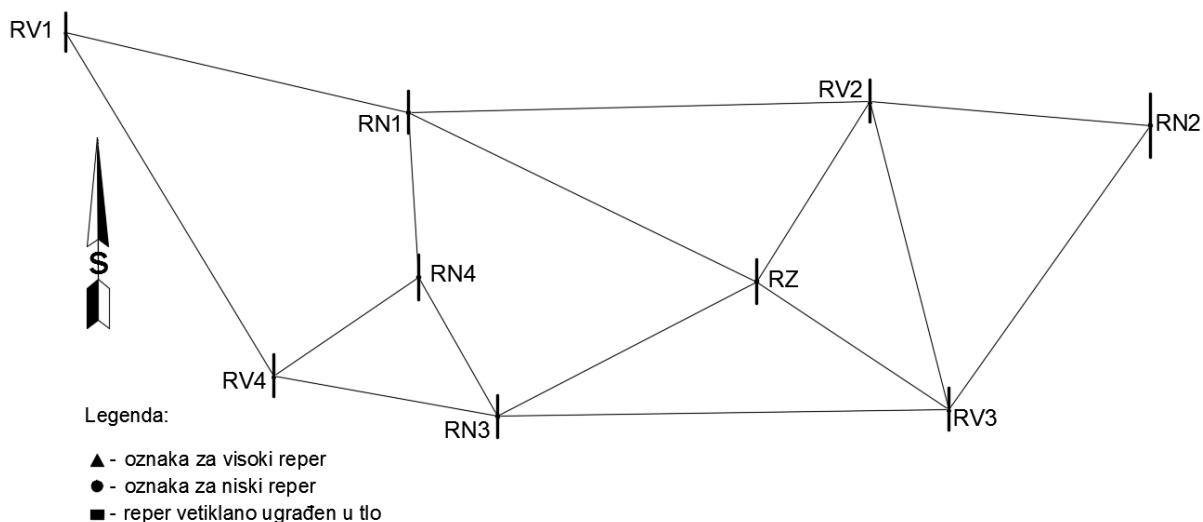 RV1
RV2
RN1
RN2
S
RN4
RZ
RV4
RN3
RV3
Legenda:
▲ - oznaka za visoki reper
● - oznaka za niski reper
■ - reper vetiklano ugrađen u tlo